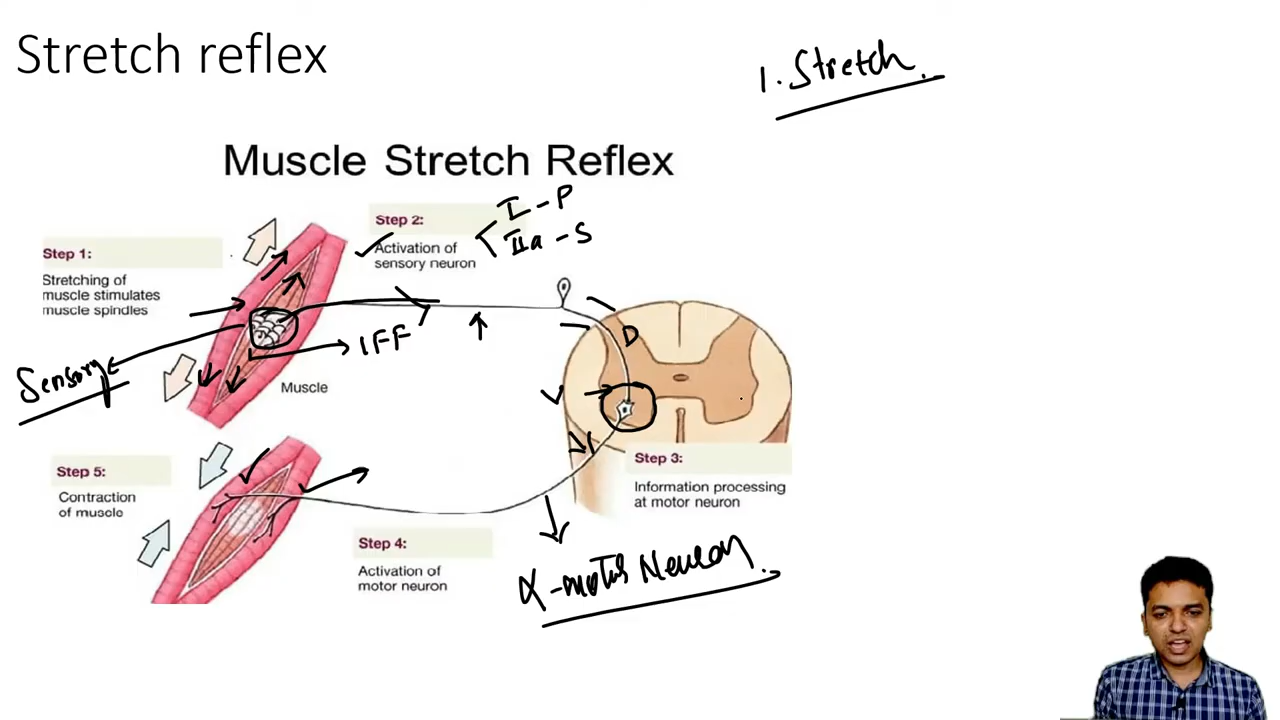 Stretch reflex
1. Stretch.
Muscle Stretch Reflex
Step 1:
Stretching of
muscle stimulates
muscle spindles
Step 2:
Activation of
sensory neuron
I - P
IIa - S
IFF
Sensory
Muscle
D
V
Step 3:
Information processing
at motor neuron
Step 5:
Contraction
of muscle
Step 4:
Activation of
motor neuron
α-motor Neuron.